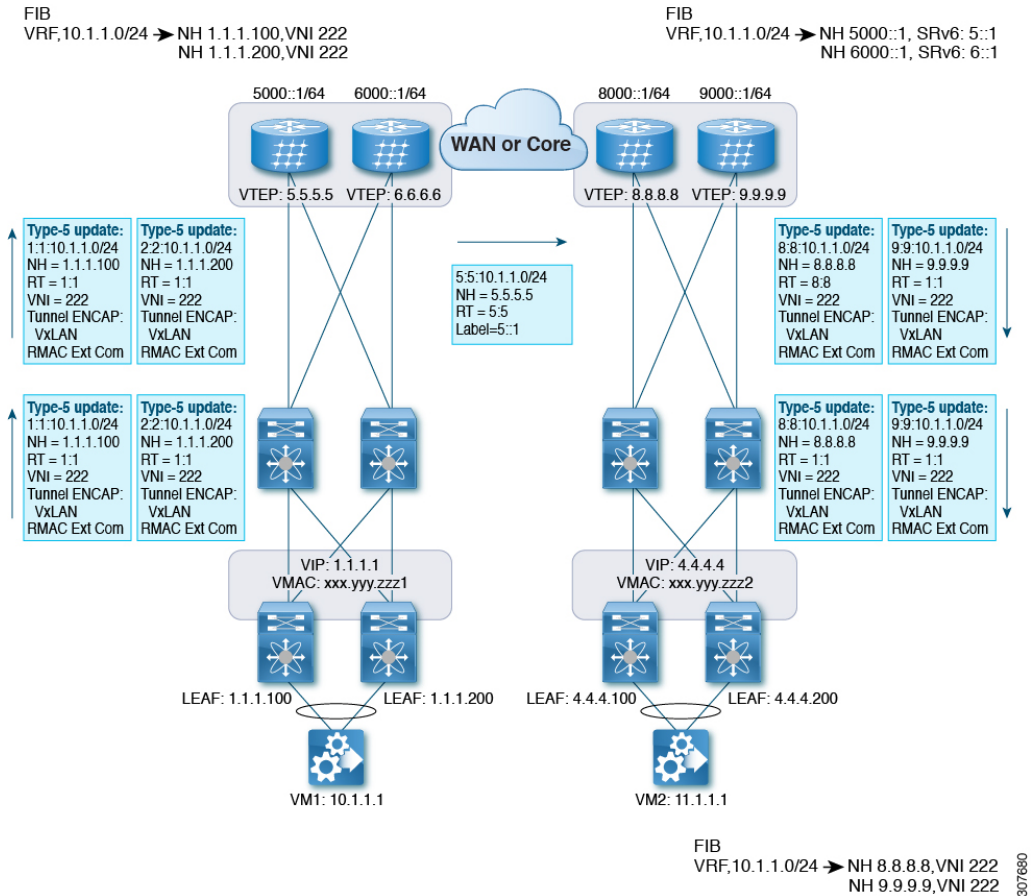 FIB
VRF,10.1.1.0/24 → NH 1.1.1.100,VNI 222
NH 1.1.1.200,VNI 222
FIB
VRF,10.1.1.0/24 → NH 5000::1, SRv6: 5::1
NH 6000::1, SRv6: 6::1
5000::1/64
6000::1/64
WAN or Core
8000::1/64
9000::1/64
VTEP: 5.5.5.5
VTEP: 6.6.6.6
VTEP: 8.8.8.8
VTEP: 9.9.9.9
Type-5 update:
1:1:10.1.1.0/24
NH = 1.1.1.100
RT = 1:1
VNI = 222
Tunnel ENCAP:
VxLAN
RMAC Ext Com
Type-5 update:
2:2:10.1.1.0/24
NH = 1.1.1.200
RT = 1:1
VNI = 222
Tunnel ENCAP:
VxLAN
RMAC Ext Com
5:5:10.1.1.0/24
NH = 5.5.5.5
RT = 5:5
Label=5::1
Type-5 update:
8:8:10.1.1.0/24
NH = 8.8.8.8
RT = 8:8
VNI = 222
Tunnel ENCAP:
VxLAN
RMAC Ext Com
Type-5 update:
9:9:10.1.1.0/24
NH = 9.9.9.9
RT = 1:1
VNI = 222
Tunnel ENCAP:
VxLAN
RMAC Ext Com
Type-5 update:
1:1:10.1.1.0/24
NH = 1.1.1.100
RT = 1:1
VNI = 222
Tunnel ENCAP:
VxLAN
RMAC Ext Com
Type-5 update:
2:2:10.1.1.0/24
NH = 1.1.1.200
RT = 1:1
VNI = 222
Tunnel ENCAP:
VxLAN
RMAC Ext Com
Type-5 update:
8:8:10.1.1.0/24
NH = 8.8.8.8
RT = 1:1
VNI = 222
Tunnel ENCAP:
VxLAN
RMAC Ext Com
Type-5 update:
9:9:10.1.1.0/24
NH = 9.9.9.9
RT = 1:1
VNI = 222
Tunnel ENCAP:
VxLAN
RMAC Ext Com
VIP: 1.1.1.1
VMAC: xxx.yyy.zzz1
VIP: 4.4.4.4
VMAC: xxx.yyy.zzz2
LEAF: 1.1.1.100
LEAF: 1.1.1.200
LEAF: 4.4.4.100
LEAF: 4.4.4.200
VM1: 10.1.1.1
VM2: 11.1.1.1
FIB
VRF,10.1.1.0/24 → NH 8.8.8.8,VNI 222
NH 9.9.9.9,VNI 222